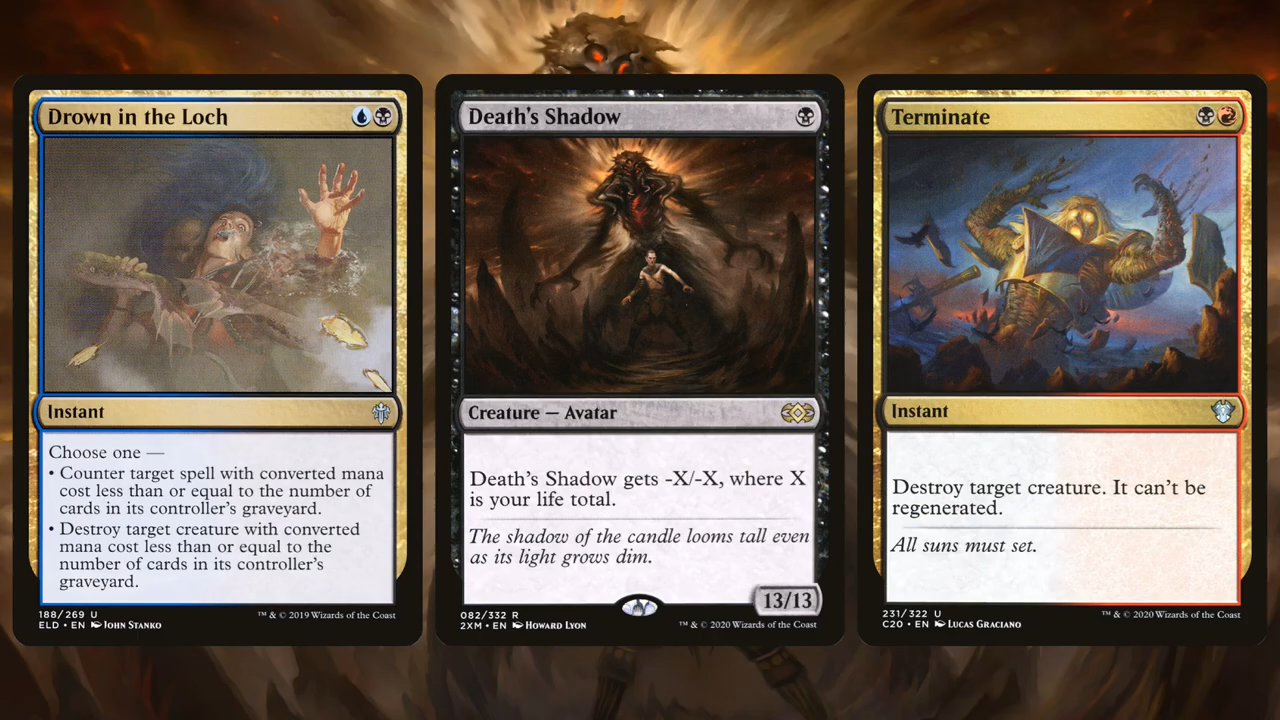 Drown in the Loch
Instant
Choose one —
• Counter target spell with converted mana
cost less than or equal to the number of
cards in its controller's graveyard.
• Destroy target creature with converted
mana cost less than or equal to the
number of cards in its controller's
graveyard.
188/269 U
ELD • EN John Stanko
™ & © 2019 Wizards of the Coast
Death's Shadow
Creature — Avatar
Death's Shadow gets -X/-X, where X
is your life total.
The shadow of the candle looms tall even
as its light grows dim.
13/13
082/332 R
2XM • EN Howard Lyon
™ & © 2020 Wizards of the Coast
Terminate
Instant
Destroy target creature. It can't be
regenerated.
All suns must set.
231/322 U
C20 • EN Lucas Graciano
™ & © 2020 Wizards of the Coast